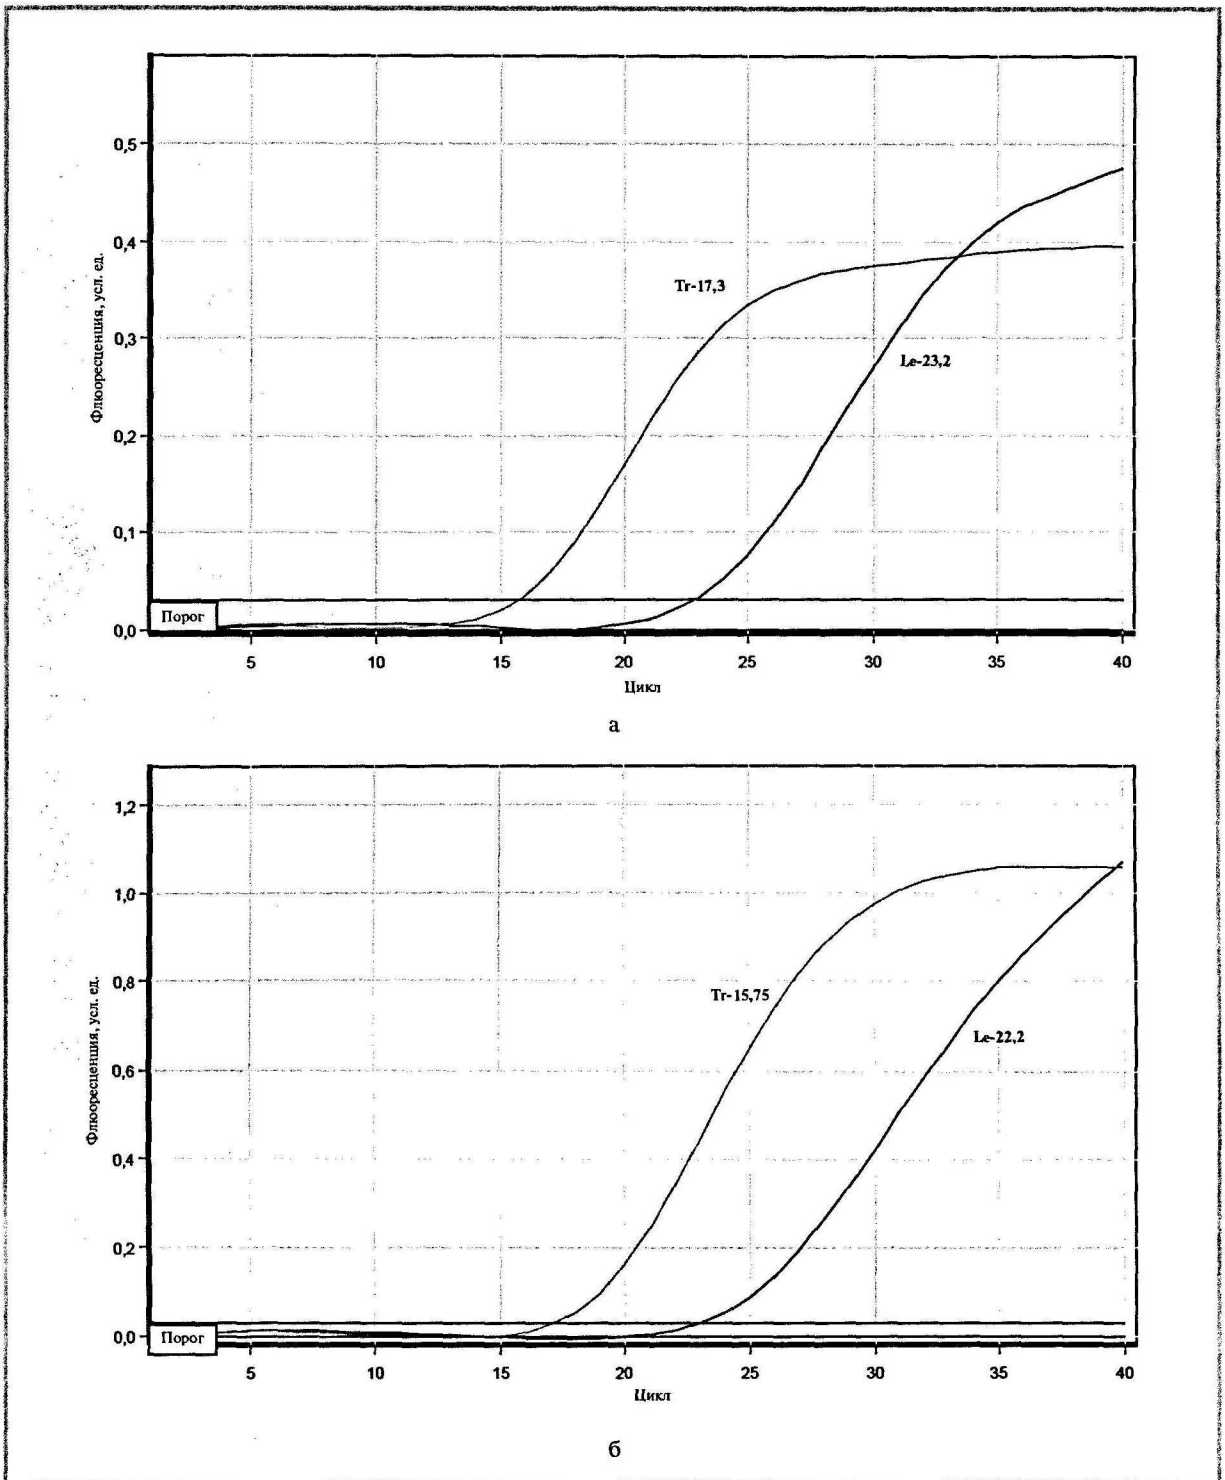 0,5
0,4
0,3
0,2
0,1
0,0
Флюоресценция, усл. ед.
Tr-17,3
Le-23,2
Порог
5 10 15 20 25 30 35 40
Цикл
а
1,2
1,0
0,8
0,6
0,4
0,2
0,0
Флюоресценция, усл. ед.
Tr-15,75
Le-22,2
Порог
5 10 15 20 25 30 35 40
Цикл
б